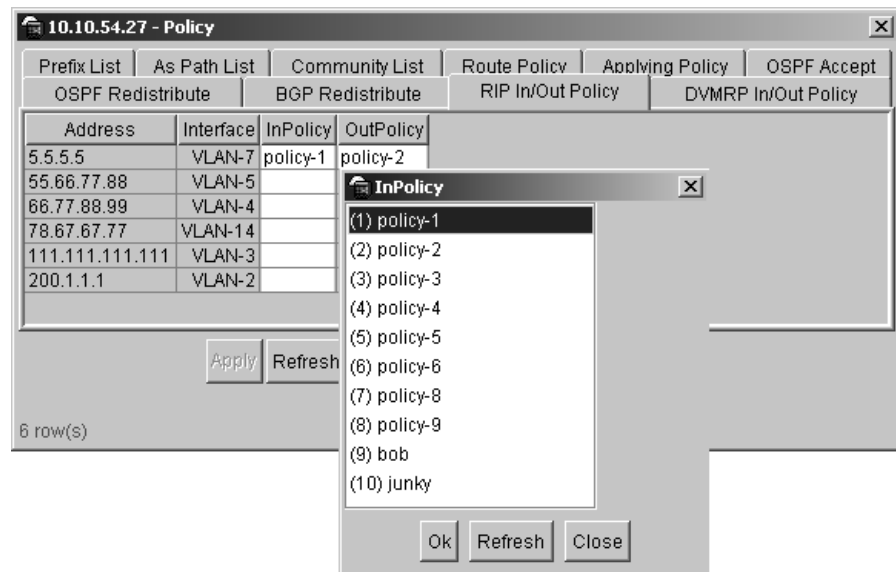 10.10.54.27 - Policy
Prefix List As Path List Community List Route Policy Applying Policy OSPF Accept
OSPF Redistribute BGP Redistribute RIP In/Out Policy DVMRP In/Out Policy
Address Interface InPolicy OutPolicy
5.5.5.5 VLAN-7 policy-1 policy-2
55.66.77.88 VLAN-5
66.77.88.99 VLAN-4
78.67.67.77 VLAN-14
111.111.111.111 VLAN-3
200.1.1.1 VLAN-2
Apply Refresh
6 row(s)
InPolicy
(1) policy-1
(2) policy-2
(3) policy-3
(4) policy-4
(5) policy-5
(6) policy-6
(7) policy-8
(8) policy-9
(9) bob
(10) junky
Ok Refresh Close